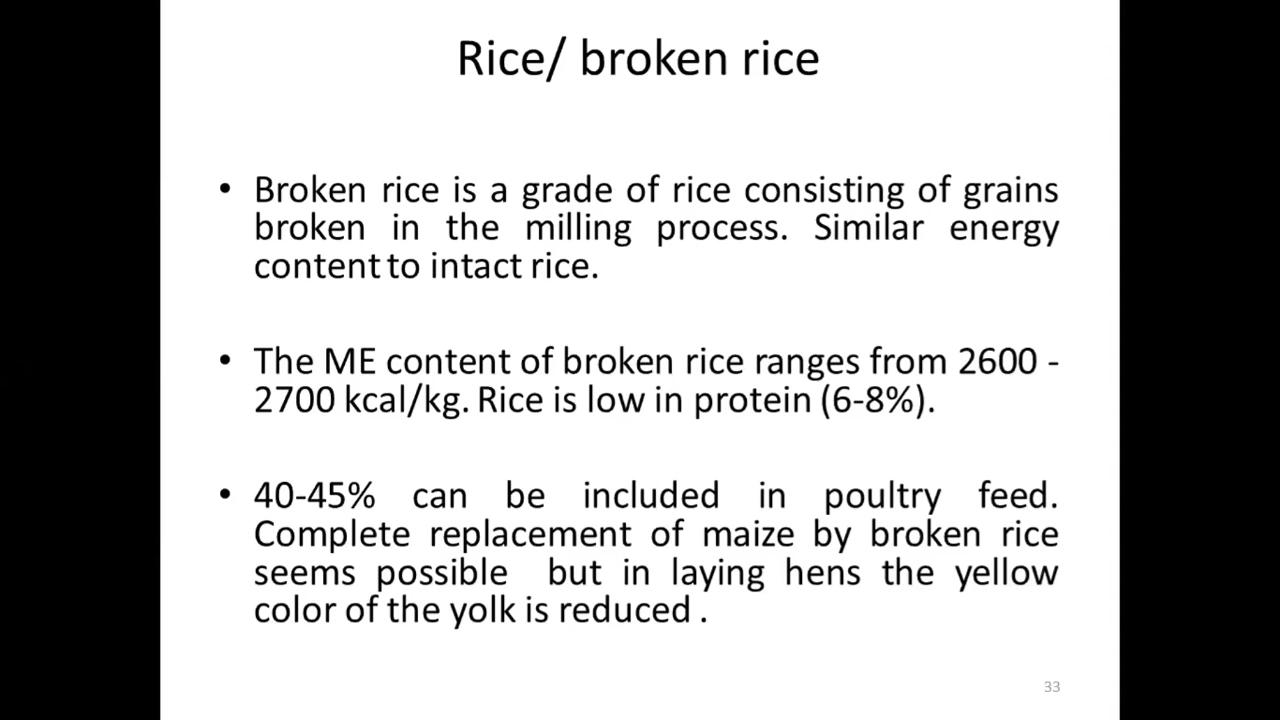 Rice/ broken rice
• Broken rice is a grade of rice consisting of grains
broken in the milling process. Similar energy
content to intact rice.
• The ME content of broken rice ranges from 2600 -
2700 kcal/kg. Rice is low in protein (6-8%).
• 40-45% can be included in poultry feed.
Complete replacement of maize by broken rice
seems possible but in laying hens the yellow
color of the yolk is reduced .
33